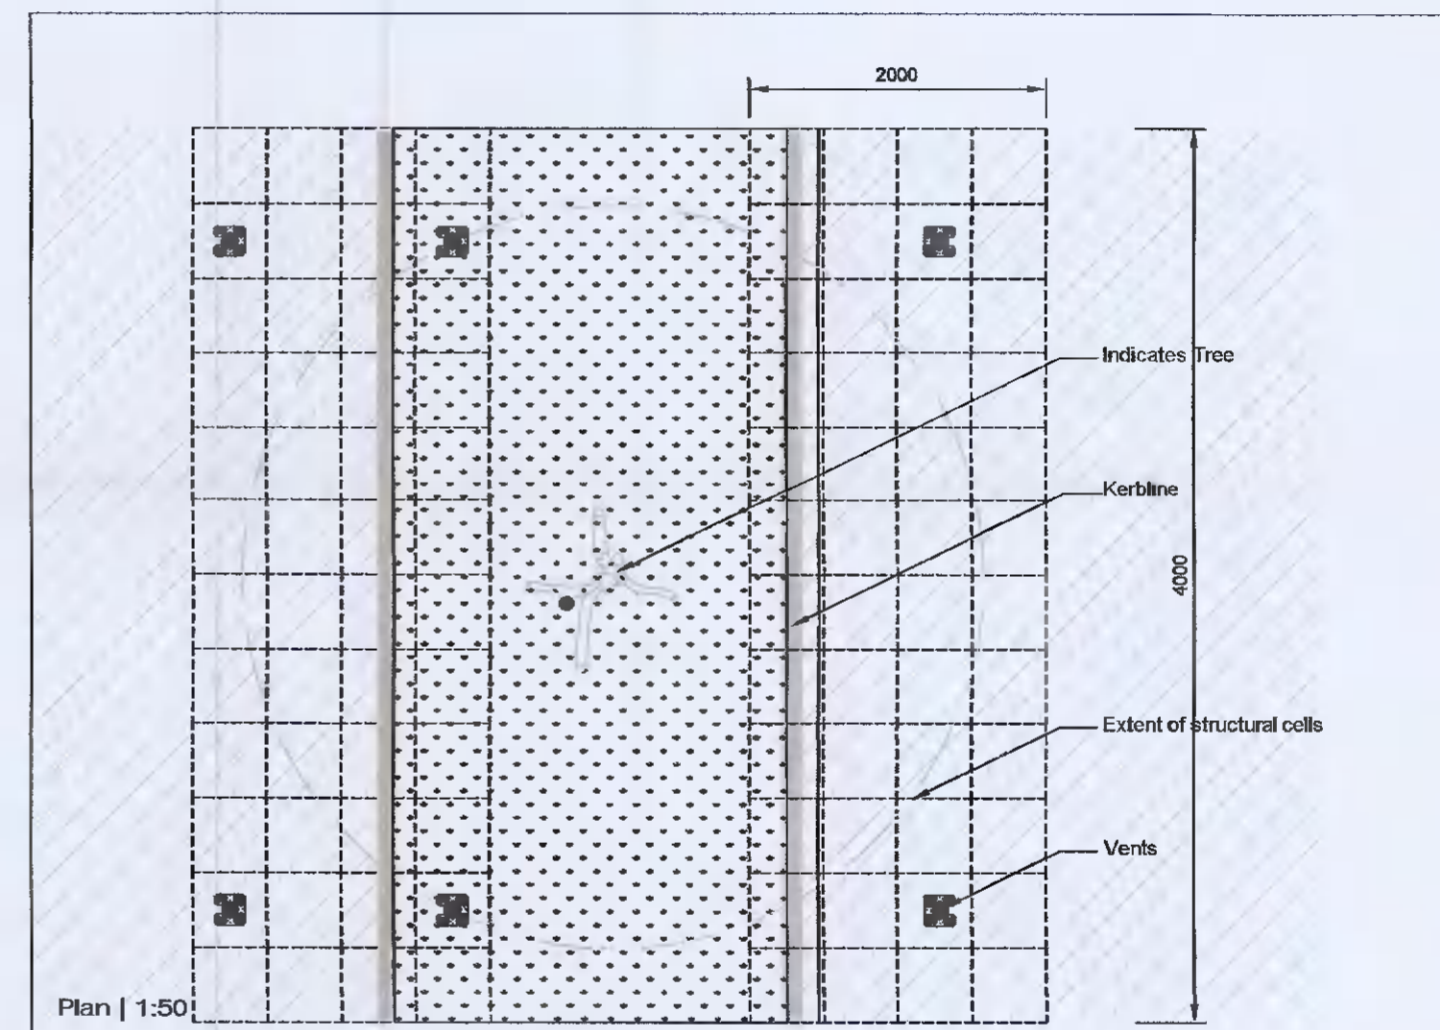 2000
Indicates Tree
Kerbline
4000
Extent of structural cells
Vents
Plan | 1:50